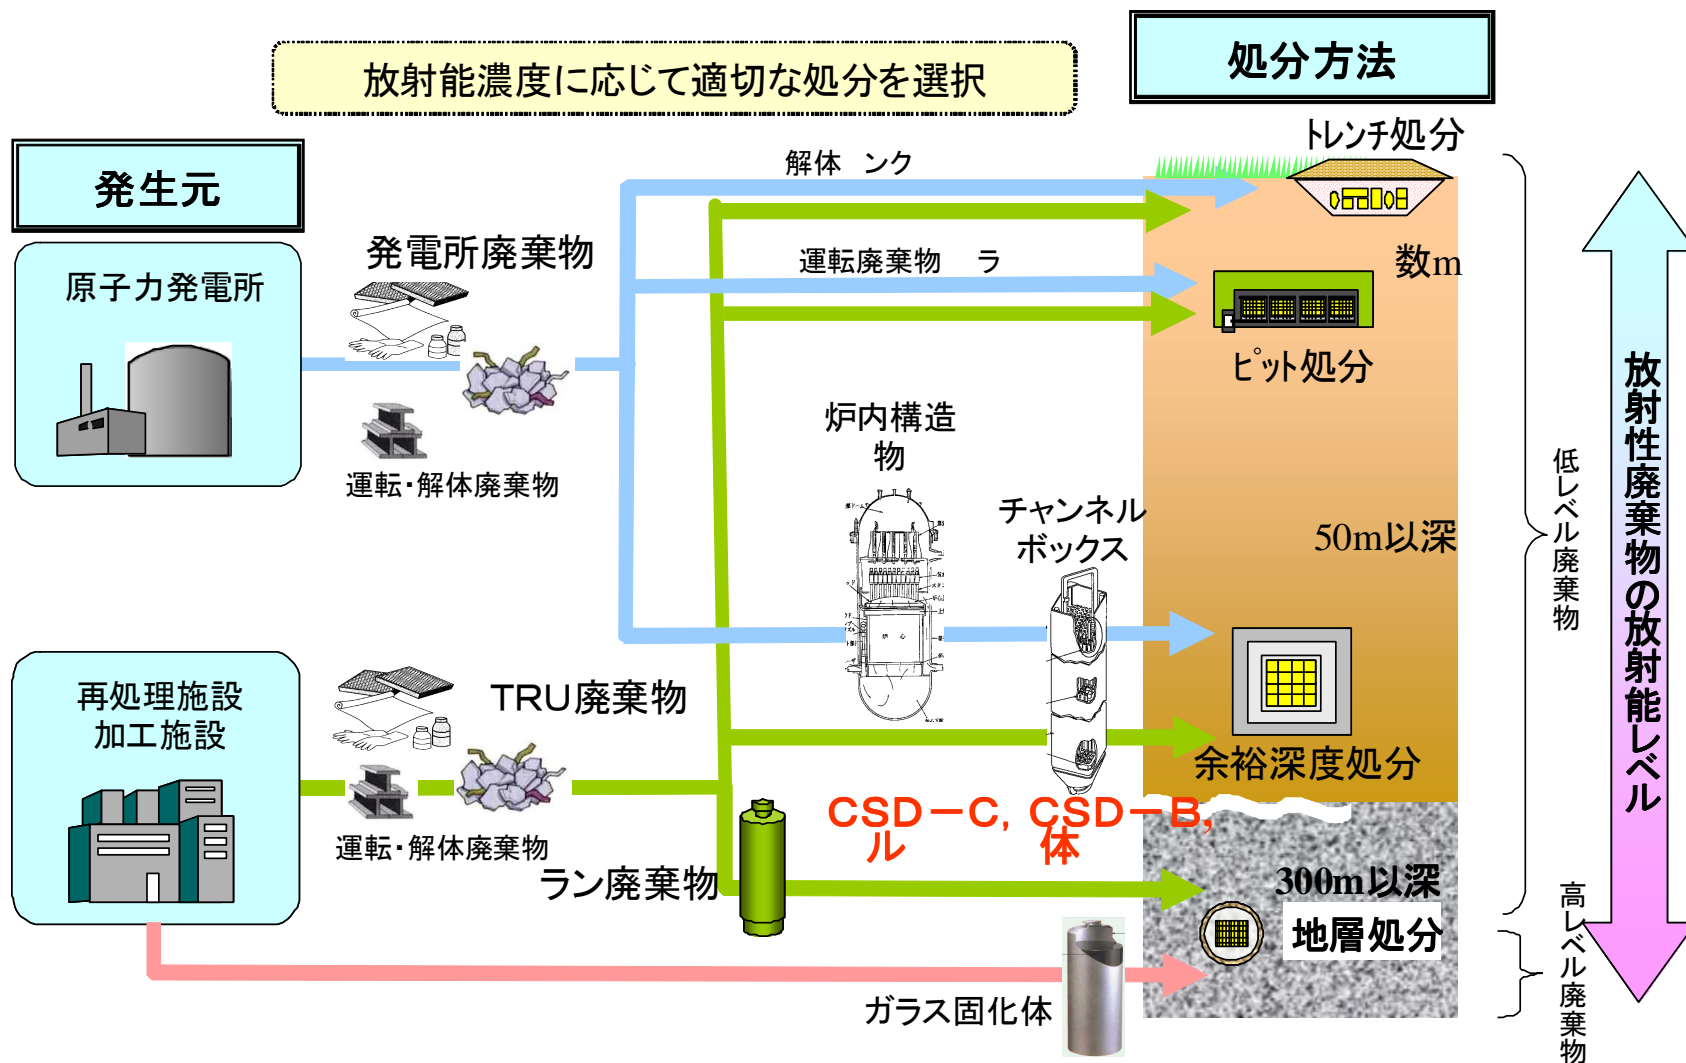 放射能濃度に応じて適切な処分を選択
処分方法
発生元
原子力発電所
発電所廃棄物
運転・解体廃棄物
解体 ンク
運転廃棄物 ラ
トレンチ処分
数m
ピット処分
炉内構造
物
チャンネル
ボックス
50m以深
余裕深度処分
再処理施設
加工施設
TRU廃棄物
運転・解体廃棄物
ラン廃棄物
CSD－C, CSD－B,
ル 体
300m以深
地層処分
ガラス固化体
低レベル廃棄物
高レベル廃棄物
放射性廃棄物の放射能レベル
炉 心